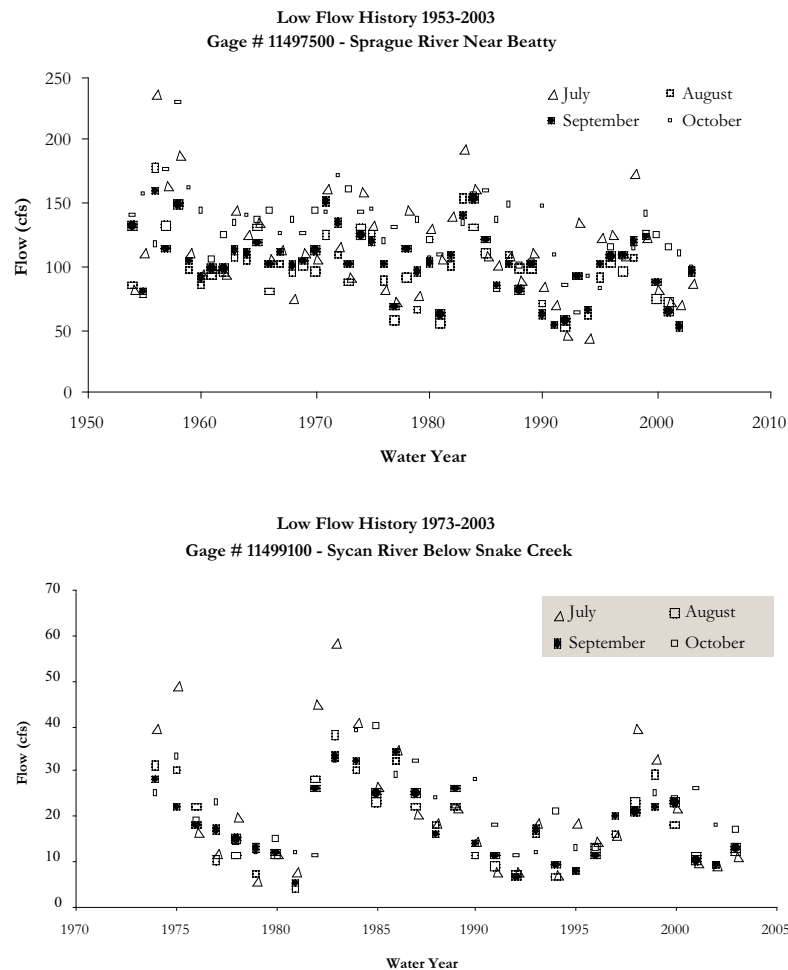 Low Flow History 1953-2003
Gage # 11497500 - Sprague River Near Beatty
250
200
150
100
50
0
Flow (cfs)
July August
September October
1950 1960 1970 1980 1990 2000 2010
Water Year
Low Flow History 1973-2003
Gage # 11499100 - Sycan River Below Snake Creek
70
60
50
40
30
20
10
0
Flow (cfs)
July August
September October
1970 1975 1980 1985 1990 1995 2000 2005
Water Year